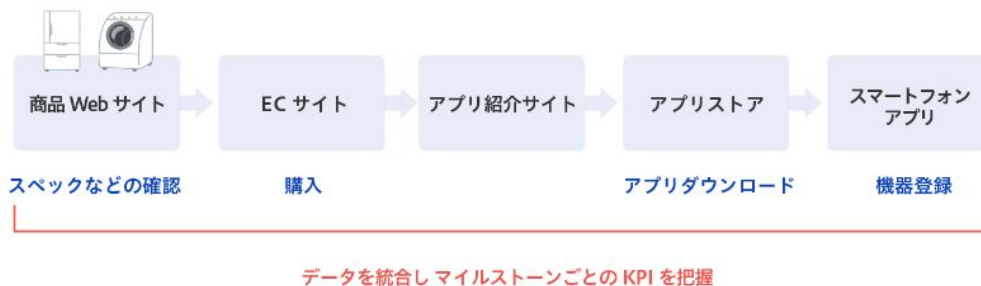 商品 Web サイト
EC サイト
アプリ紹介サイト
アプリストア
スマートフォン
アプリ
スペックなどの確認
購入
アプリダウンロード
機器登録
データを統合し マイルストーンごとの KPI を把握